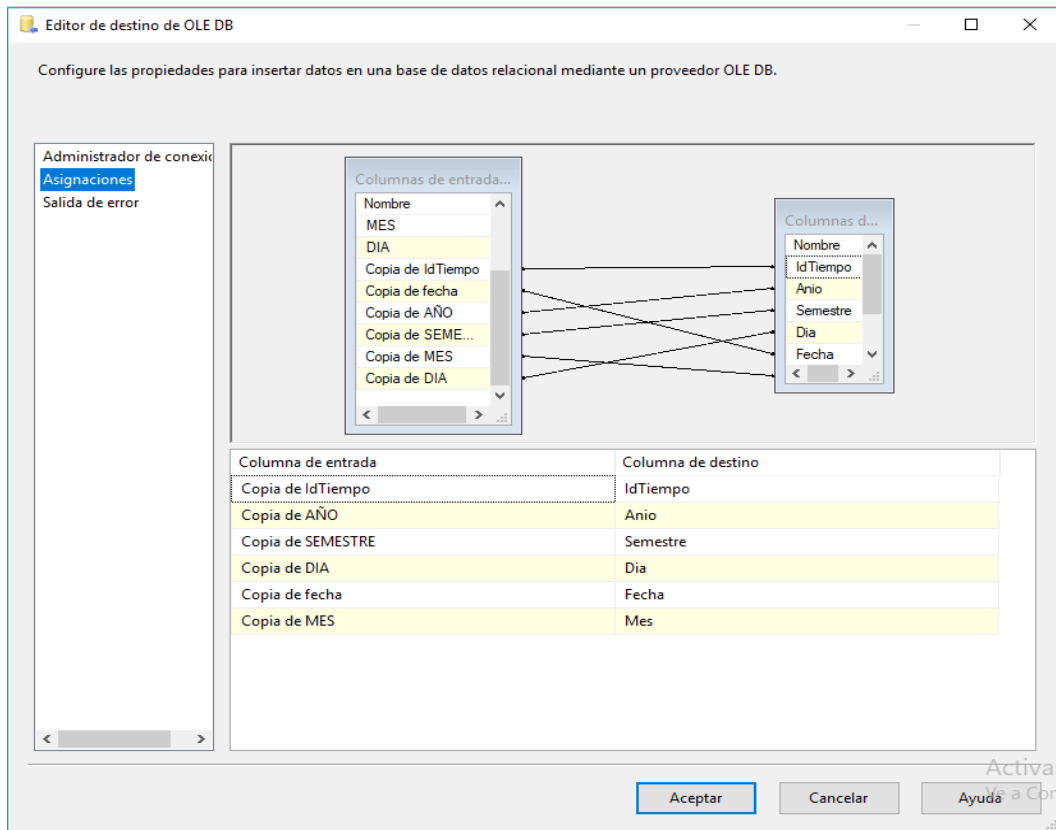 Editor de destino de OLE DB
Configure las propiedades para insertar datos en una base de datos relacional mediante un proveedor OLE DB.
Administrador de conexi
Asignaciones
Salida de error
Columnas de entrada...
Nombre
MES
DIA
Copia de IdTiempo
Copia de fecha
Copia de AÑO
Copia de SEME...
Copia de MES
Copia de DIA
Columnas d...
Nombre
IdTiempo
Anio
Semestre
Dia
Fecha
Columna de entrada Columna de destino
Copia de IdTiempo IdTiempo
Copia de AÑO Anio
Copia de SEMESTRE Semestre
Copia de DIA Dia
Copia de fecha Fecha
Copia de MES Mes
Activa
Ve a Con
Aceptar Cancelar Ayuda